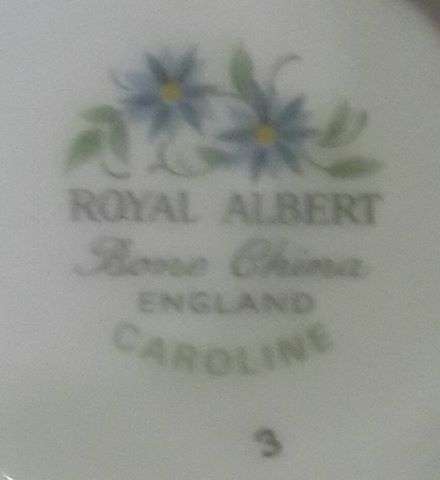 ROYAL ALBERT
Bone China
ENGLAND
CAROLINE
3